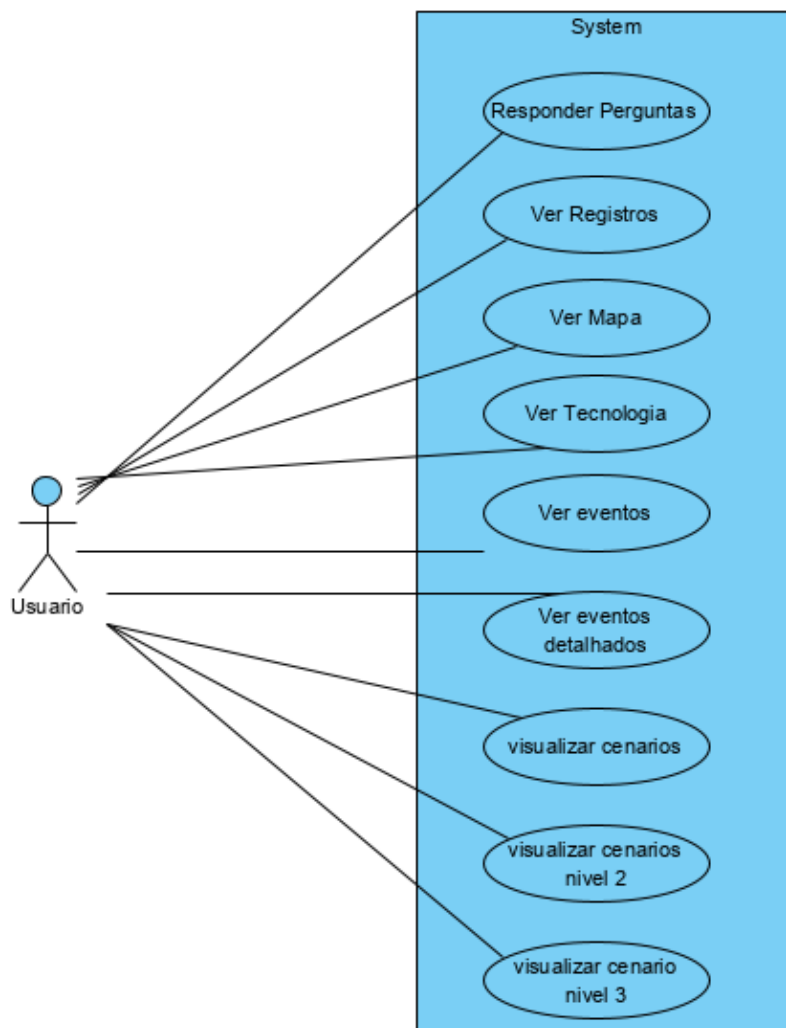 System
Responder Perguntas
Ver Registros
Ver Mapa
Ver Tecnologia
Ver eventos
Usuario
Ver eventos
detalhados
visualizar cenarios
visualizar cenarios
nivel 2
visualizar cenario
nivel 3